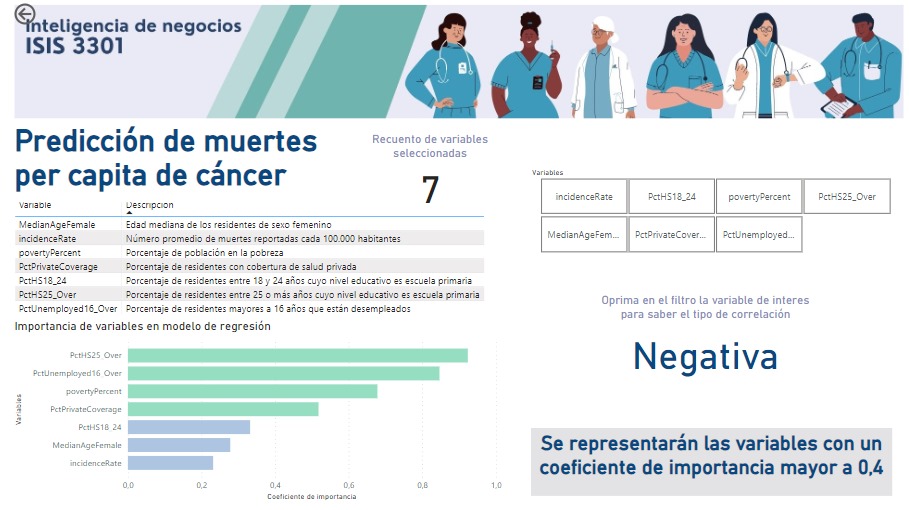 Inteligencia de negocios
ISIS 3301
Predicción de muertes
per capita de cáncer
Recuento de variables
seleccionadas
7
Variable Descripción
MedianAgeFemale Edad mediana de los residentes de sexo femenino
incidenceRate Número promedio de muertes reportadas cada 100.000 habitantes
povertyPercent Porcentaje de población en la pobreza
PctPrivateCoverage Porcentaje de residentes con cobertura de salud privada
PctHS18_24 Porcentaje de residentes entre 18 y 24 años cuyo nivel educativo es escuela primaria
PctHS25_Over Porcentaje de residentes entre 25 o más años cuyo nivel educativo es escuela primaria
PctUnemployed16_Over Porcentaje de residentes mayores a 16 años que están desempleados
Variables
incidenceRate PctHS18_24 povertyPercent PctHS25_Over
MedianAgeFem... PctPrivateCover... PctUnemployed...
Oprima en el filtro la variable de interes
para saber el tipo de correlación
Negativa
Importancia de variables en modelo de regresión
Variables
PctHS25_Over
PctUnemployed16_Over
povertyPercent
PctPrivateCoverage
PctHS18_24
MedianAgeFemale
incidenceRate
0,0 0,2 0,4 0,6 0,8 1,0
Coeficiente de importancia
Se representarán las variables con un
coeficiente de importancia mayor a 0,4